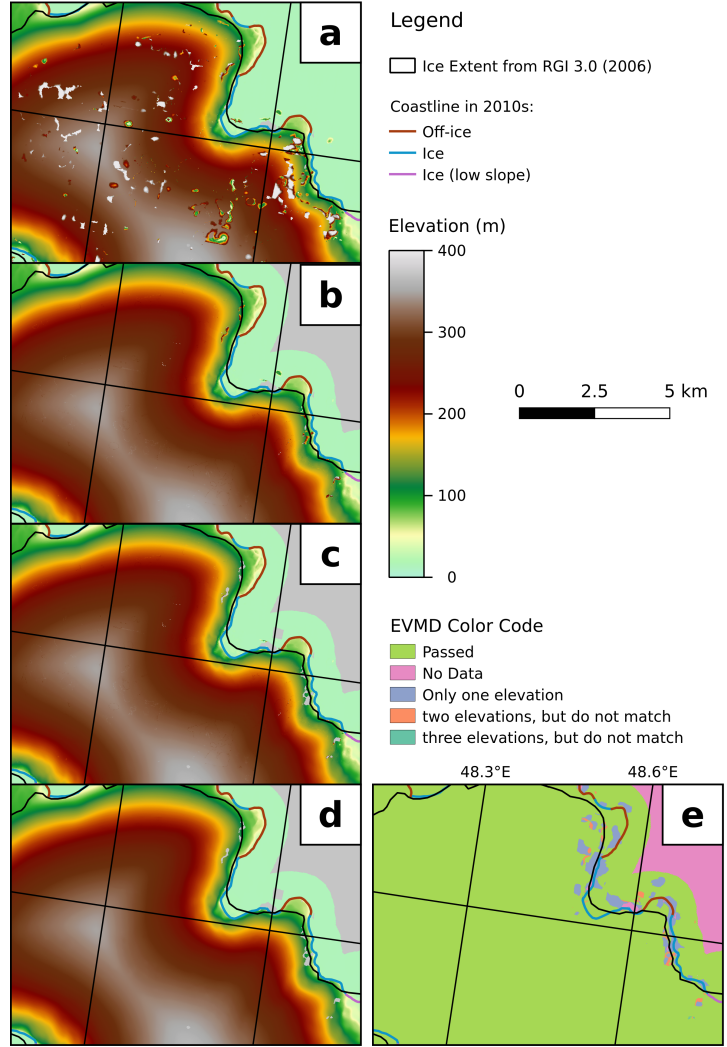 a
b
c
d
Legend
Ice Extent from RGI 3.0 (2006)
Coastline in 2010s:
Off-ice
Ice
Ice (low slope)
Elevation (m)
400
300
200
100
0
0 2.5 5 km
EVMD Color Code
Passed
No Data
Only one elevation
two elevations, but do not match
three elevations, but do not match
48.3°E 48.6°E
e